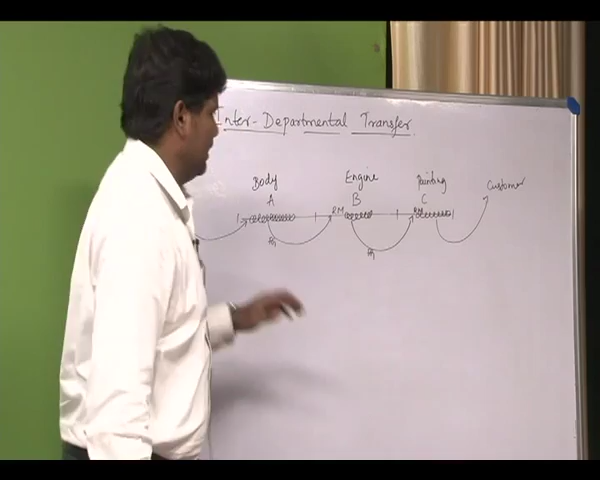 Inter-Departmental Transfer
Body Engine Painting Customer
A B C
RM RM